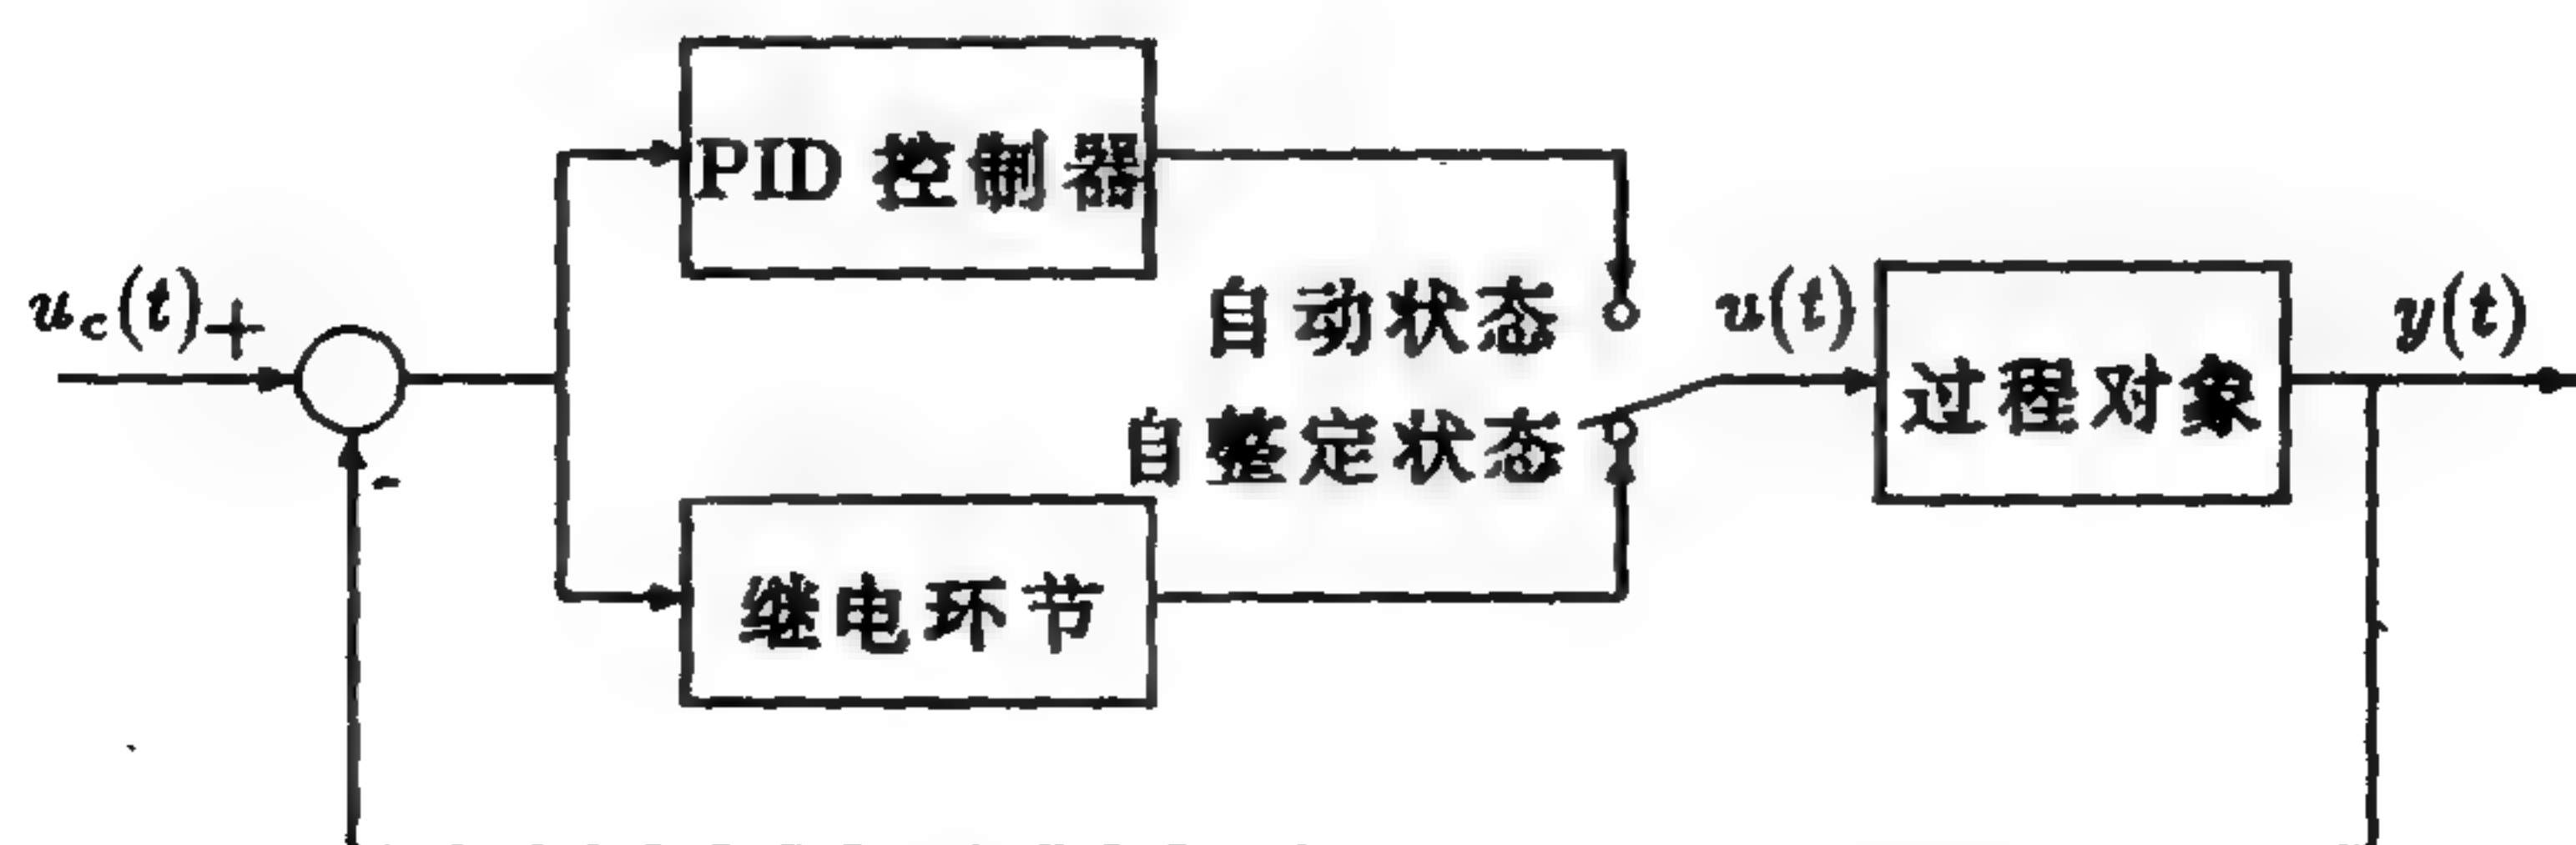 PID 控制器
自动状态
u_c(t)
+
u(t)
y(t)
过程对象
自整定状态
-
继电环节